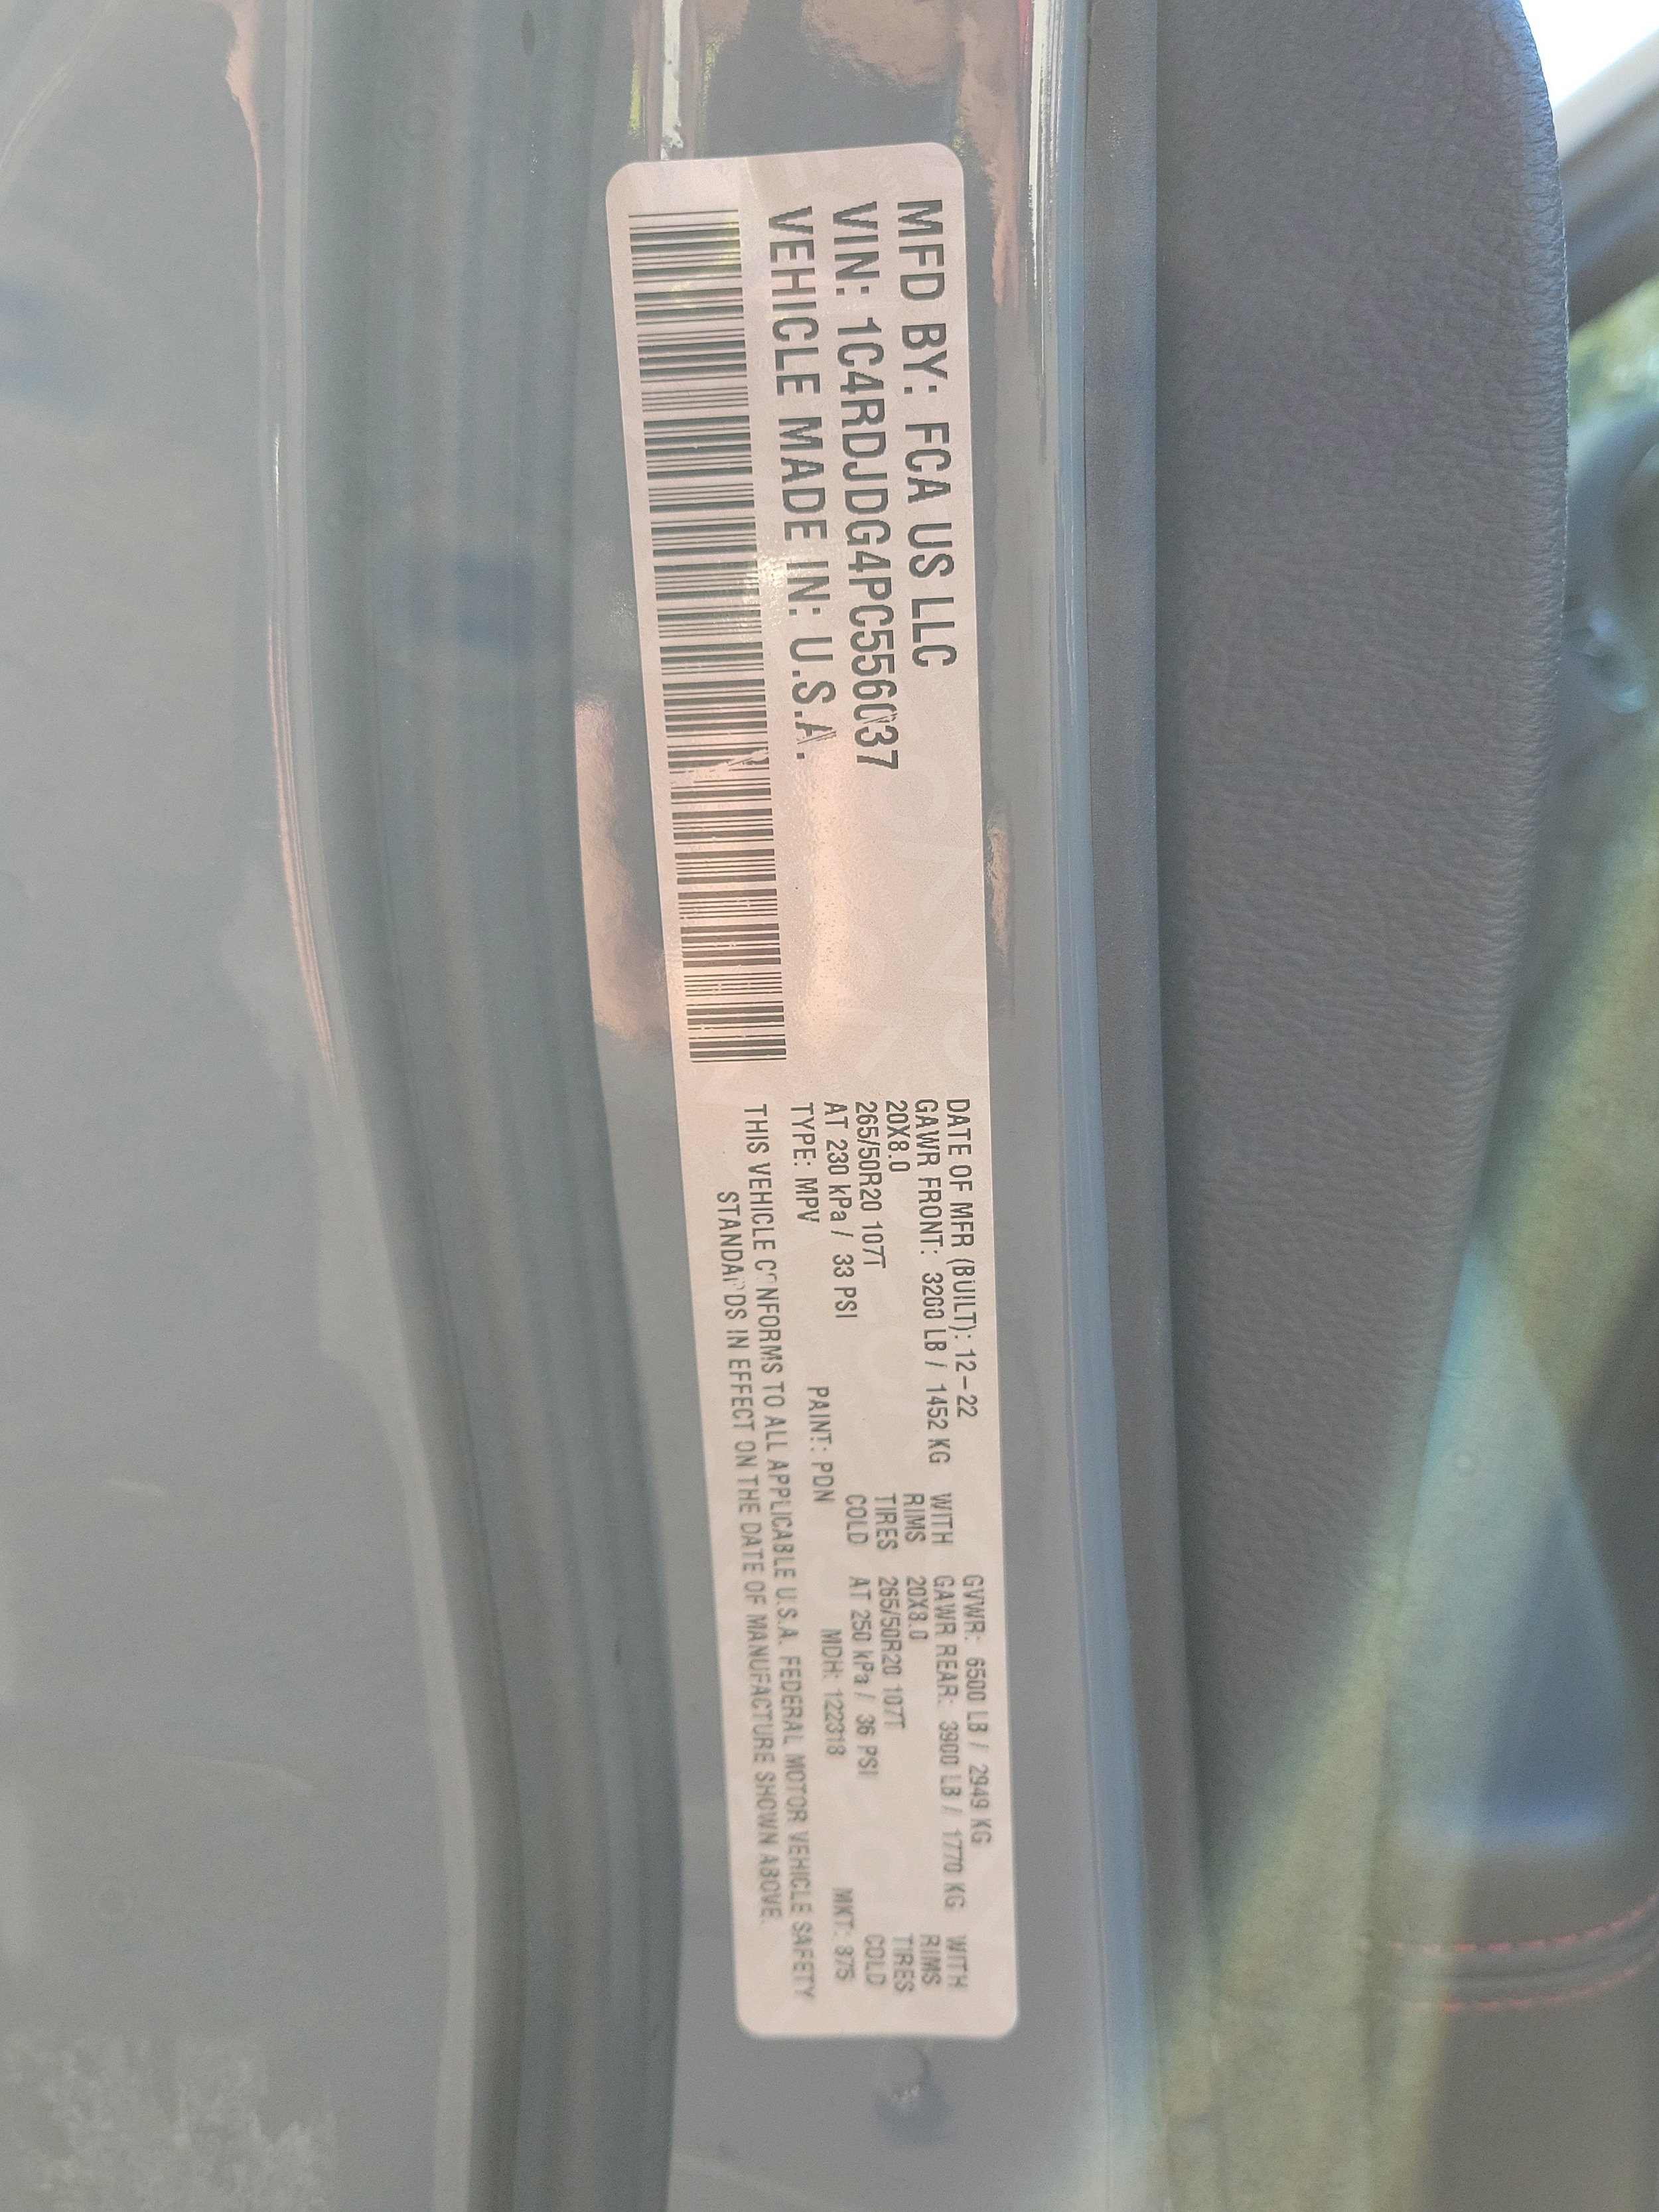 MFD BY: FCA US LLC
VIN: 1C4RDJDG4PC556037
VEHICLE MADE IN: U.S.A.
DATE OF MFR (BUILT): 12-22 GVWR: 6500 LB / 2949 KG
GAWR FRONT: 3200 LB / 1452 KG WITH GAWR REAR: 3900 LB / 1770 KG WITH
20X8.0 RIMS 20X8.0 RIMS
265/50R20 107T TIRES 265/50R20 107T TIRES
AT 230 kPa / 33 PSI COLD AT 250 kPa / 36 PSI COLD
TYPE: MPV PAINT: PDN MDH: 122318 MKT:
THIS VEHICLE CONFORMS TO ALL APPLICABLE U.S.A. FEDERAL MOTOR VEHICLE SAFETY
STANDARDS IN EFFECT ON THE DATE OF MANUFACTURE SHOWN ABOVE.